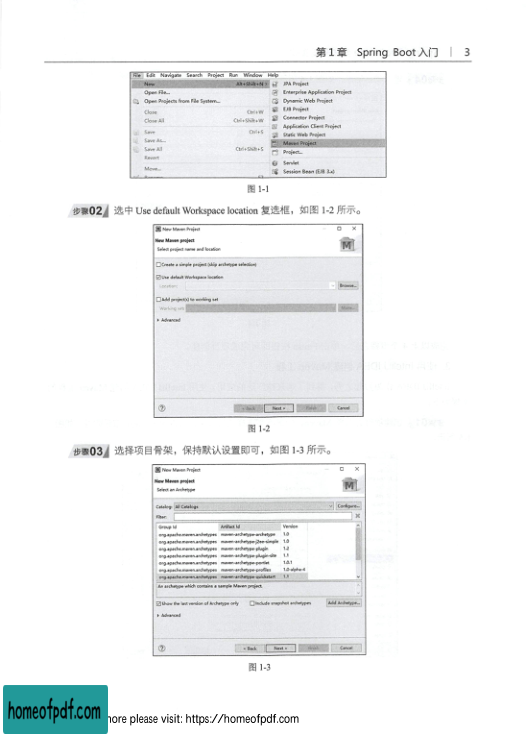 第 1 章 Spring Boot 入门 | 3
File Edit Navigate Search Project Run Window Help
New Alt+Shift+N
JPA Project
Open File...
Enterprise Application Project
Open Projects from File System...
Dynamic Web Project
EJB Project
Close Ctrl+W
Connector Project
Close All Ctrl+Shift+W
Application Client Project
Save Ctrl+S
Static Web Project
Save As...
Maven Project
Save All Ctrl+Shift+S
Project...
Revert
Servlet
Move...
Session Bean (EJB 3.x)
图 1-1
步骤02 选中 Use default Workspace location 复选框，如图 1-2 所示。
New Maven Project
New Maven project
Select project name and location
Create a simple project (skip archetype selection)
Use default Workspace location
Location: Browse...
Add project(s) to working set
Working set: More...
Advanced
< Back Next > Finish Cancel
图 1-2
步骤03 选择项目骨架，保持默认设置即可，如图 1-3 所示。
New Maven Project
New Maven project
Select an Archetype
Catalog: All Catalogs Configure...
Filter:
Group Id Artifact Id Version
org.apache.maven.archetypes maven-archetype-archetype 1.0
org.apache.maven.archetypes maven-archetype-j2ee-simple 1.0
org.apache.maven.archetypes maven-archetype-plugin 1.2
org.apache.maven.archetypes maven-archetype-plugin-site 1.1
org.apache.maven.archetypes maven-archetype-portlet 1.0.1
org.apache.maven.archetypes maven-archetype-profiles 1.0-alpha-4
org.apache.maven.archetypes maven-archetype-quickstart 1.1
An archetype which contains a sample Maven project.
Show the last version of Archetype only Include snapshot archetypes Add Archetype...
Advanced
< Back Next > Finish Cancel
图 1-3
homeofpdf.com
more please visit: https://homeofpdf.com